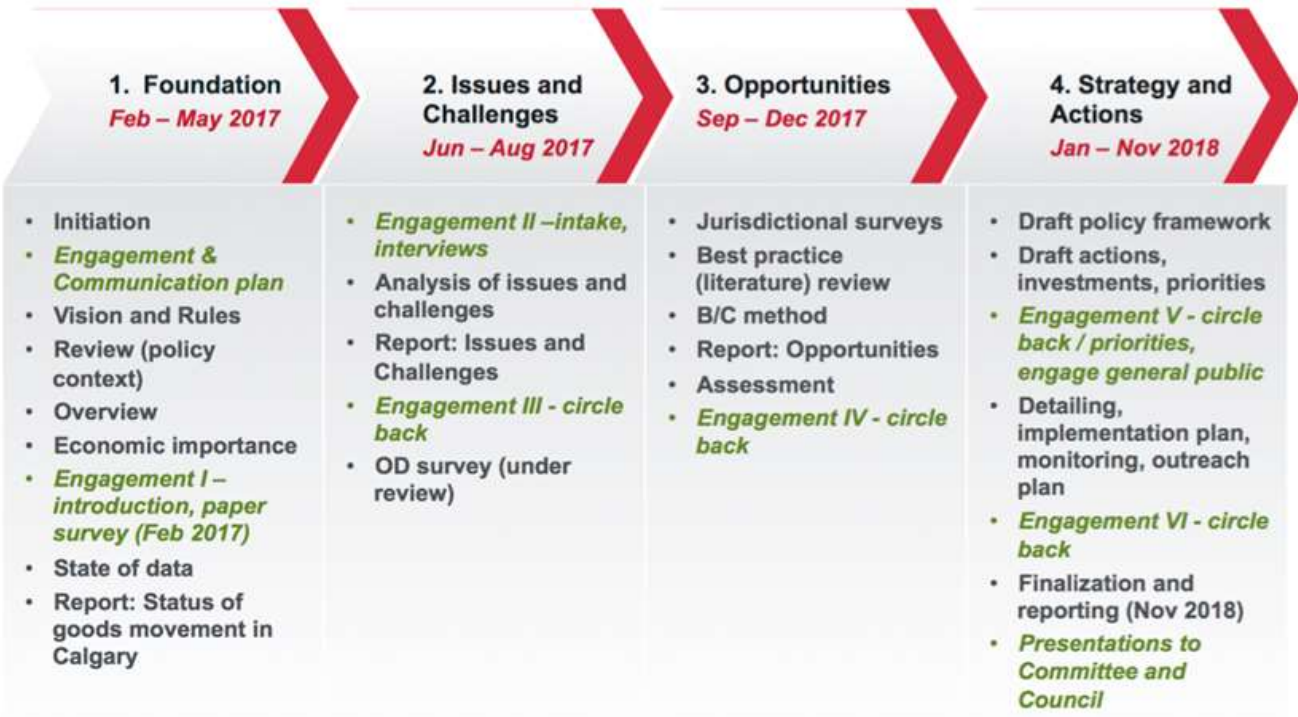 1. Foundation
Feb – May 2017
2. Issues and
Challenges
Jun – Aug 2017
3. Opportunities
Sep – Dec 2017
4. Strategy and
Actions
Jan – Nov 2018
• Initiation
• Engagement &
Communication plan
• Vision and Rules
• Review (policy
context)
• Overview
• Economic importance
• Engagement I –
introduction, paper
survey (Feb 2017)
• State of data
• Report: Status of
goods movement in
Calgary
• Engagement II –intake,
interviews
• Analysis of issues and
challenges
• Report: Issues and
Challenges
• Engagement III - circle
back
• OD survey (under
review)
• Jurisdictional surveys
• Best practice
(literature) review
• B/C method
• Report: Opportunities
• Assessment
• Engagement IV - circle
back
• Draft policy framework
• Draft actions,
investments, priorities
• Engagement V - circle
back / priorities,
engage general public
• Detailing,
implementation plan,
monitoring, outreach
plan
• Engagement VI - circle
back
• Finalization and
reporting (Nov 2018)
• Presentations to
Committee and
Council